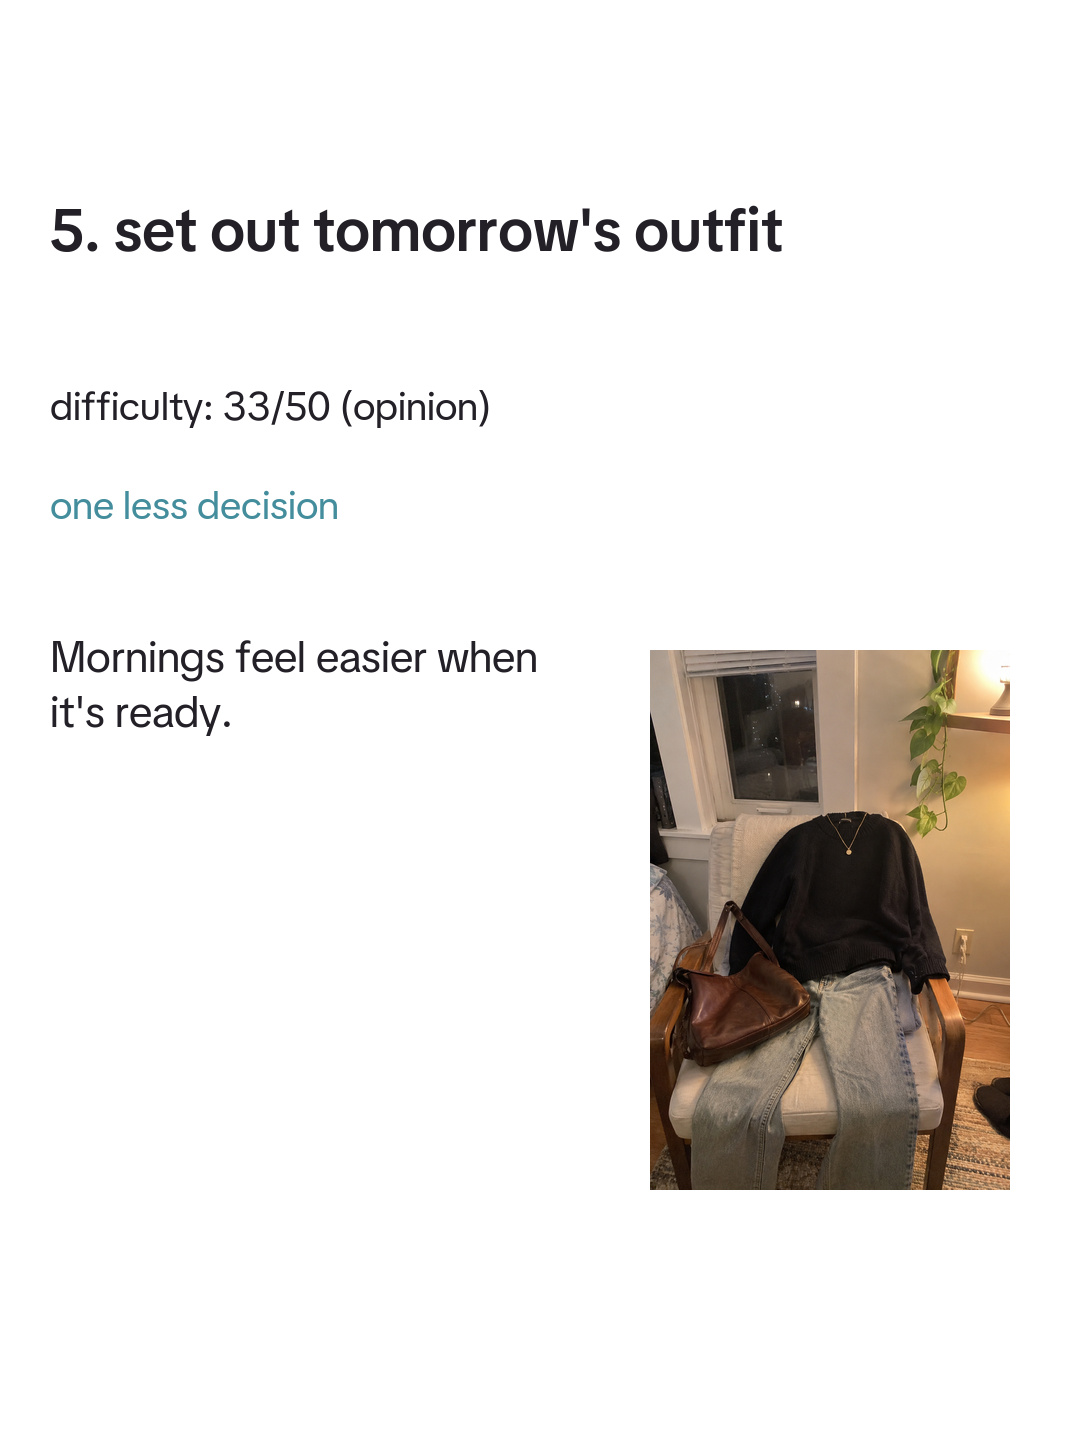 5. set out tomorrow's outfit
difficulty: 33/50 (opinion)
one less decision
Mornings feel easier when
it's ready.